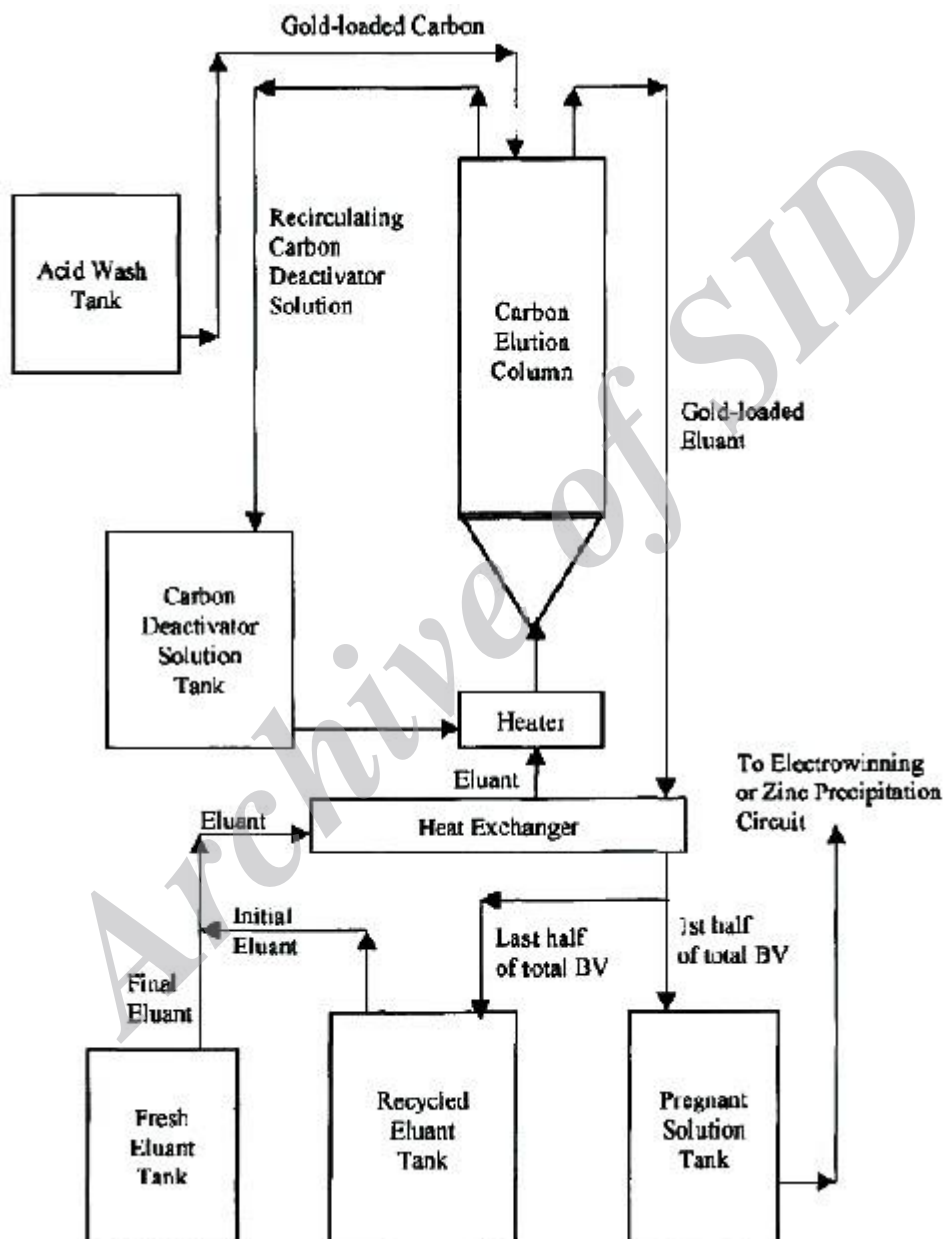 Gold-loaded Carbon
Acid Wash
Tank
Recirculating
Carbon
Deactivator
Solution
Carbon
Elution
Column
Gold-loaded
Eluant
Carbon
Deactivator
Solution
Tank
Heater
Eluant
To Electrowinning
or Zinc Precipitation
Circuit
Eluant
Heat Exchanger
Initial
Eluant
Last half
of total BV
1st half
of total BV
Final
Eluant
Fresh
Eluant
Tank
Recycled
Eluant
Tank
Pregnant
Solution
Tank
Archive of SID